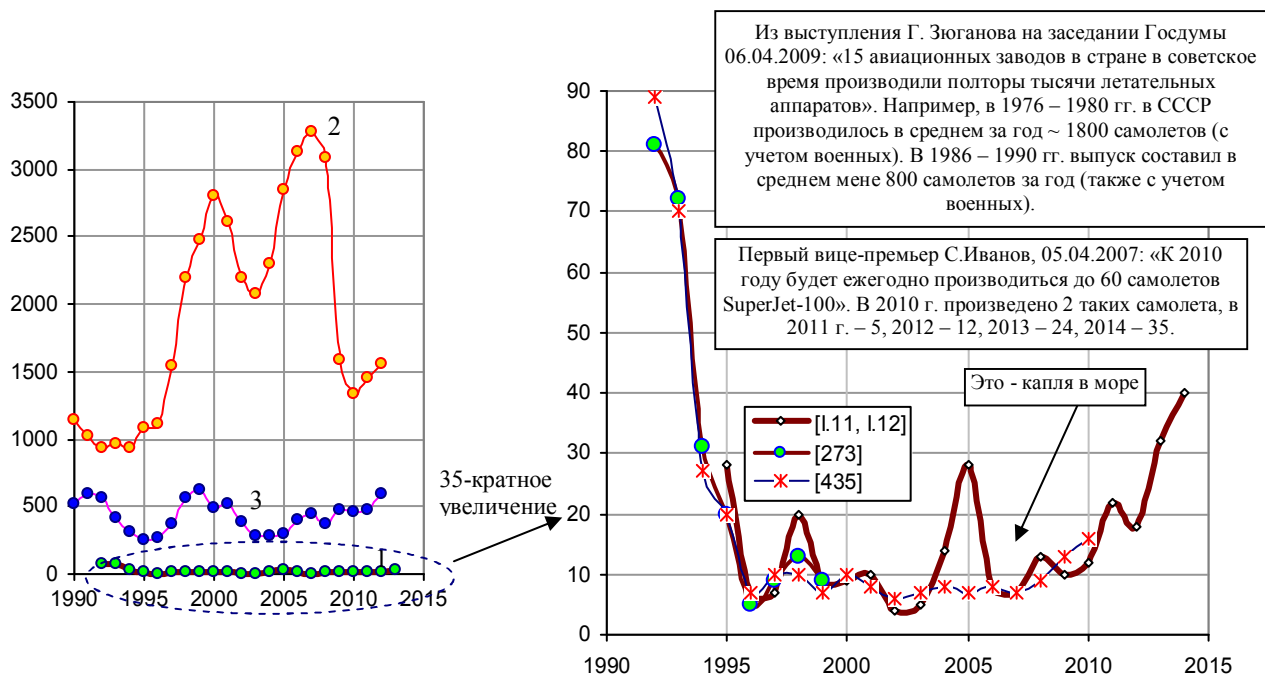 Из выступления Г. Зюганова на заседании Госдумы
06.04.2009: «15 авиационных заводов в стране в советское
время производили полторы тысячи летательных
аппаратов». Например, в 1976 – 1980 гг. в СССР
производилось в среднем за год ~ 1800 самолетов (с
учетом военных). В 1986 – 1990 гг. выпуск составил в
среднем мене 800 самолетов за год (также с учетом
военных).
Первый вице-премьер С.Иванов, 05.04.2007: «К 2010
году будет ежегодно производиться до 60 самолетов
SuperJet-100». В 2010 г. произведено 2 таких самолета, в
2011 г. – 5, 2012 – 12, 2013 – 24, 2014 – 35.
3500
3000
2500
2000
1500
1000
500
0
1990
1995
2000
2005
2010
2015
2
3
35-кратное
увеличение
90
80
70
60
50
40
30
20
10
0
1990
1995
2000
2005
2010
2015
Это - капля в море
[I.11, I.12]
[273]
[435]